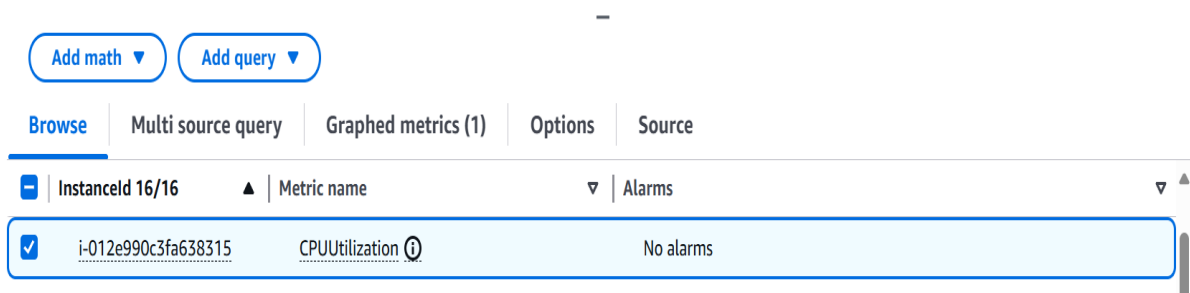 Add math ▼ Add query ▼
Browse Multi source query Graphed metrics (1) Options Source
InstanceId 16/16 ▲ Metric name ▽ Alarms ▽
i-012e990c3fa638315 CPUUtilization No alarms